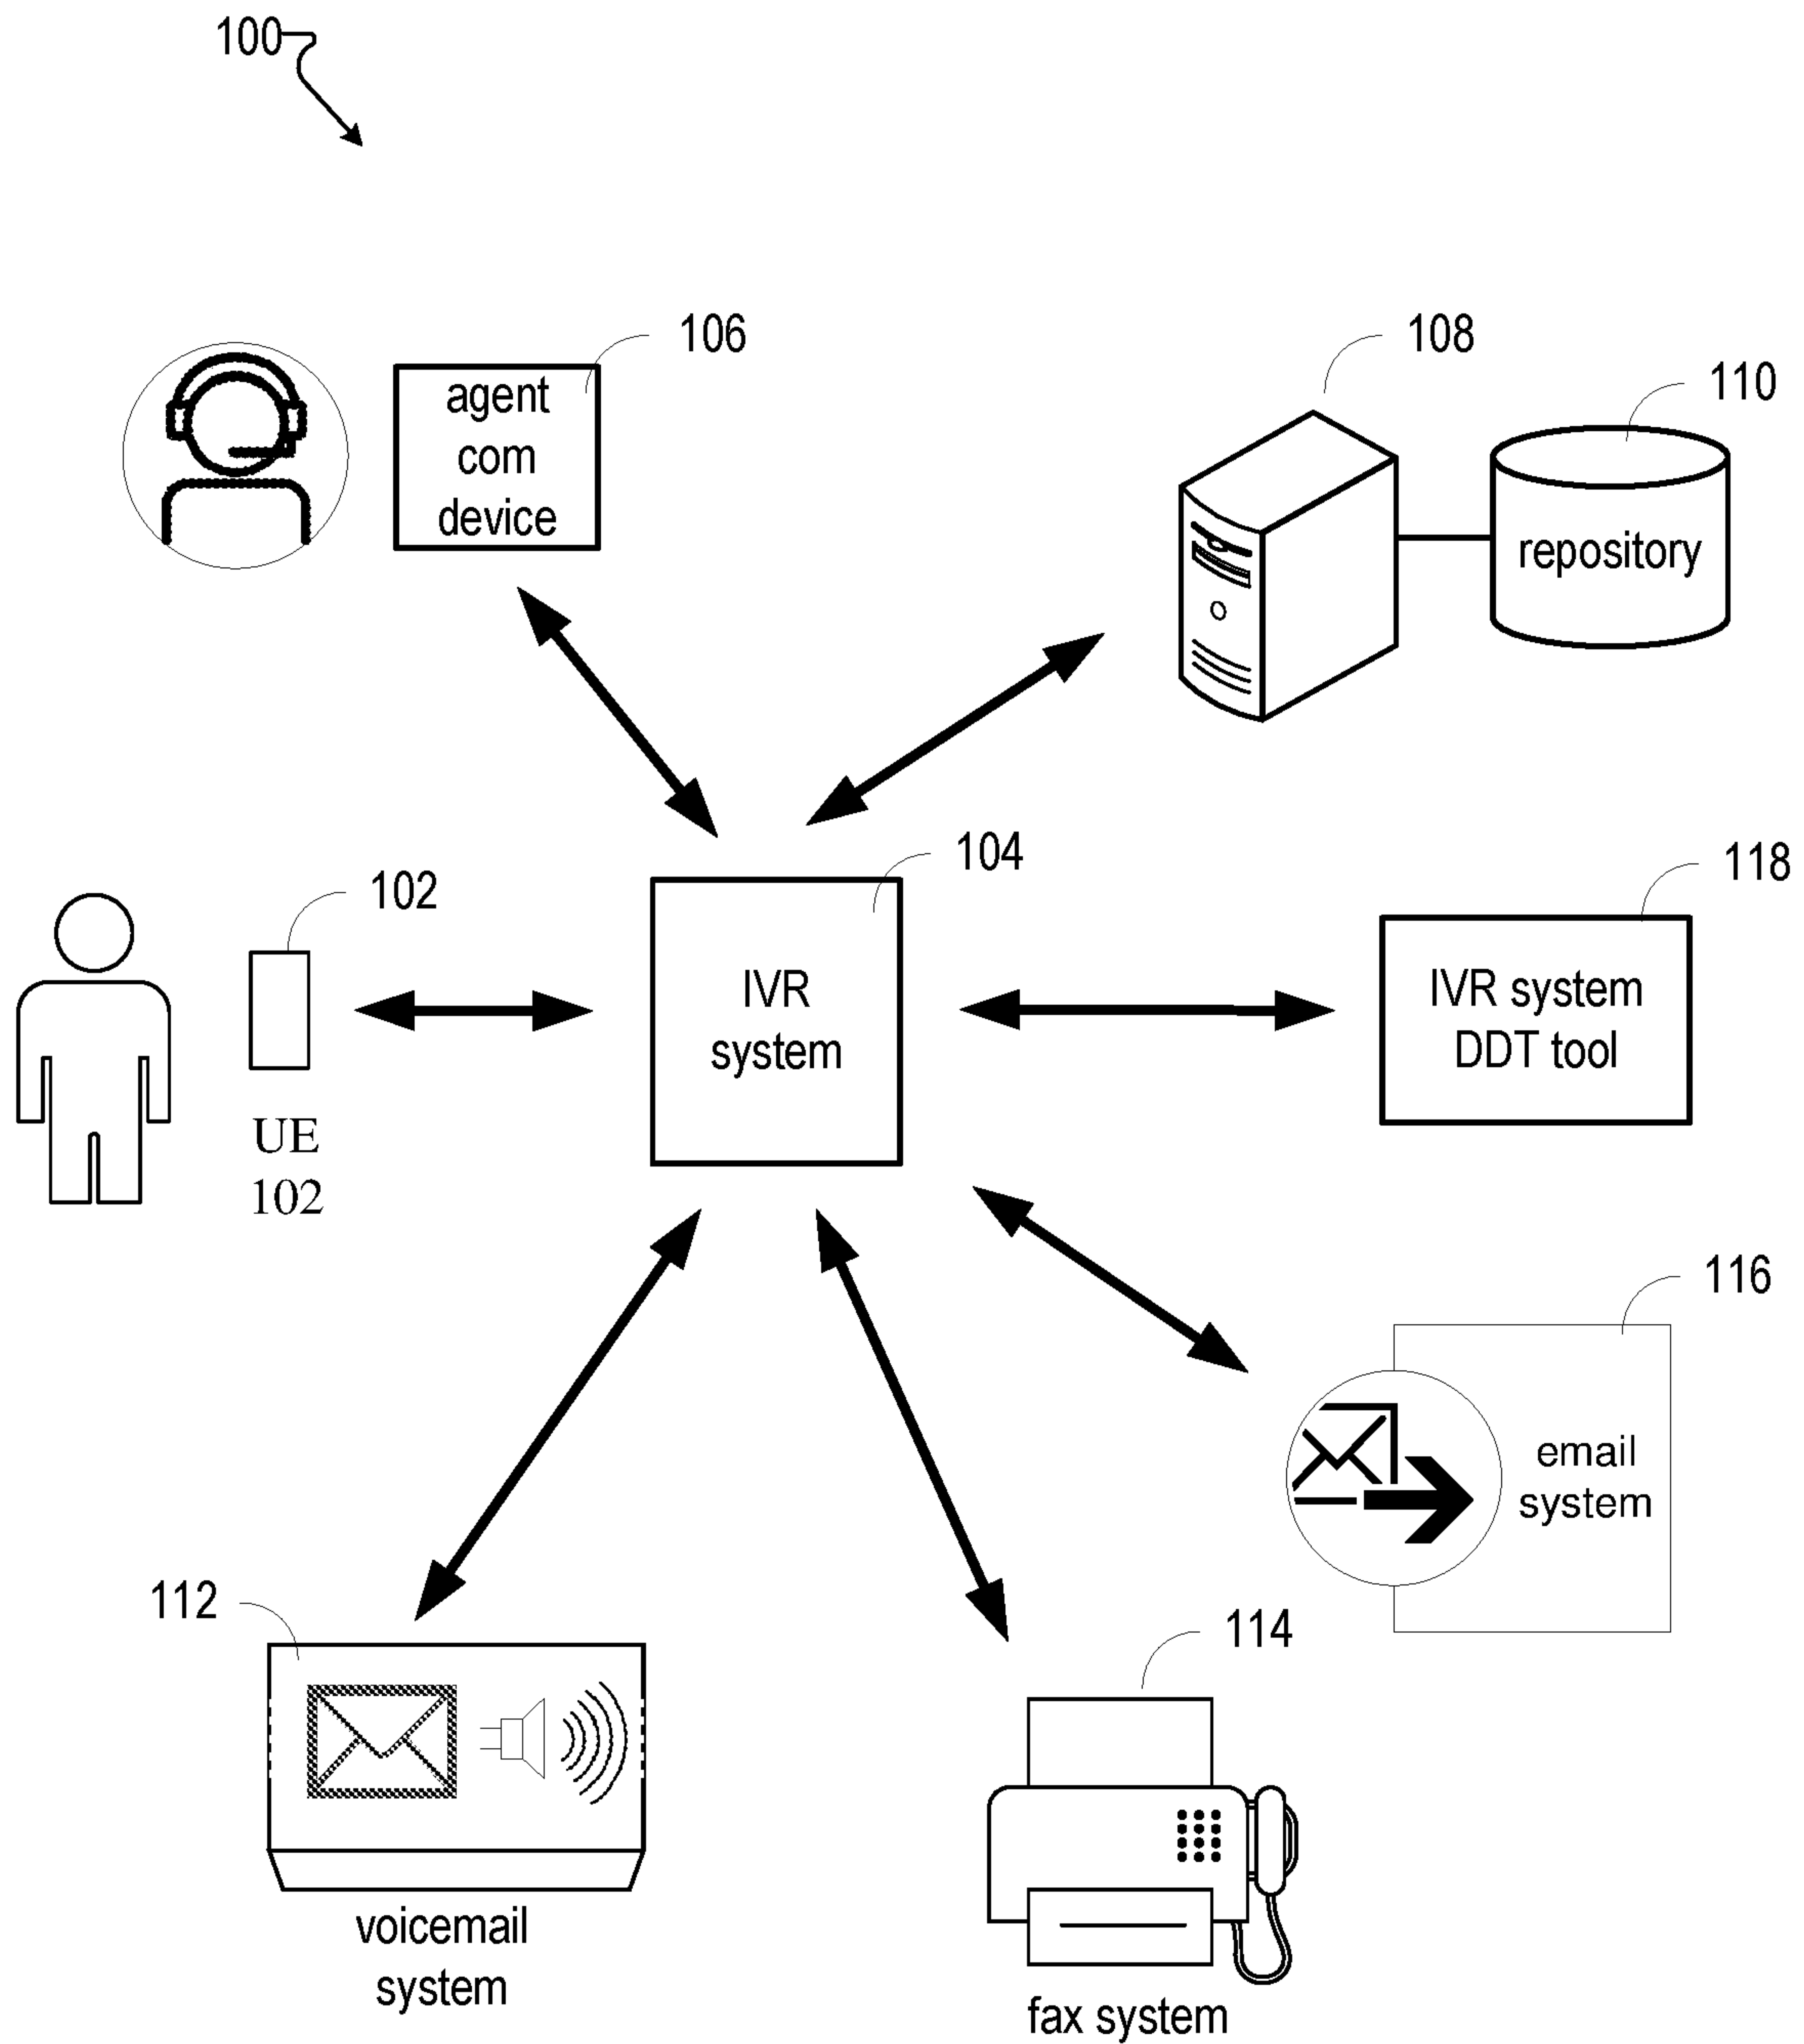 100
106
agent
com
device
108
110
repository
104
IVR
system
102
UE
102
118
IVR system
DDT tool
116
email
system
112
voicemail
system
114
fax system